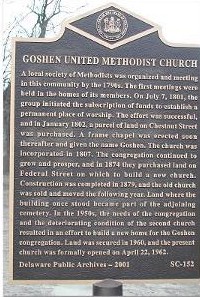 GOSHEN UNITED METHODIST CHURCH
A local society of Methodists was organized and meeting
in this community by the 1790s. The first meetings were
held in the homes of its members. On July 7, 1801, the
group initiated the subscription of funds to establish a
permanent place of worship. The effort was successful,
and in January 1802, a parcel of land on Chestnut Street
was purchased. A frame chapel was erected soon
thereafter and given the name Goshen. The church was
incorporated in 1807. The congregation continued to
grow and prosper, and in 1874 they purchased land on
Federal Street on which to build a new church.
Construction was completed in 1879, and the old church
was sold and moved the following year. Land where the
building once stood became part of the adjoining
cemetery. In the 1950s, the needs of the congregation
and the deteriorating condition of the second church
resulted in an effort to build a new home for the Goshen
congregation. Land was secured in 1960, and the present
church was formally opened on April 22, 1962.
Delaware Public Archives – 2001 SC-152